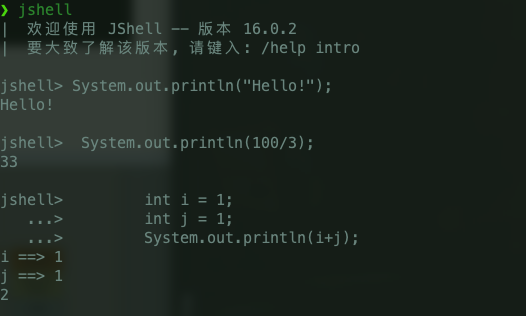 ❯ jshell
|  欢迎使用 JShell -- 版本 16.0.2
|  要大致了解该版本, 请键入: /help intro
jshell> System.out.println("Hello!");
Hello!
jshell>  System.out.println(100/3);
33
jshell>         int i = 1;
   ...>         int j = 1;
   ...>         System.out.println(i+j);
i ==> 1
j ==> 1
2